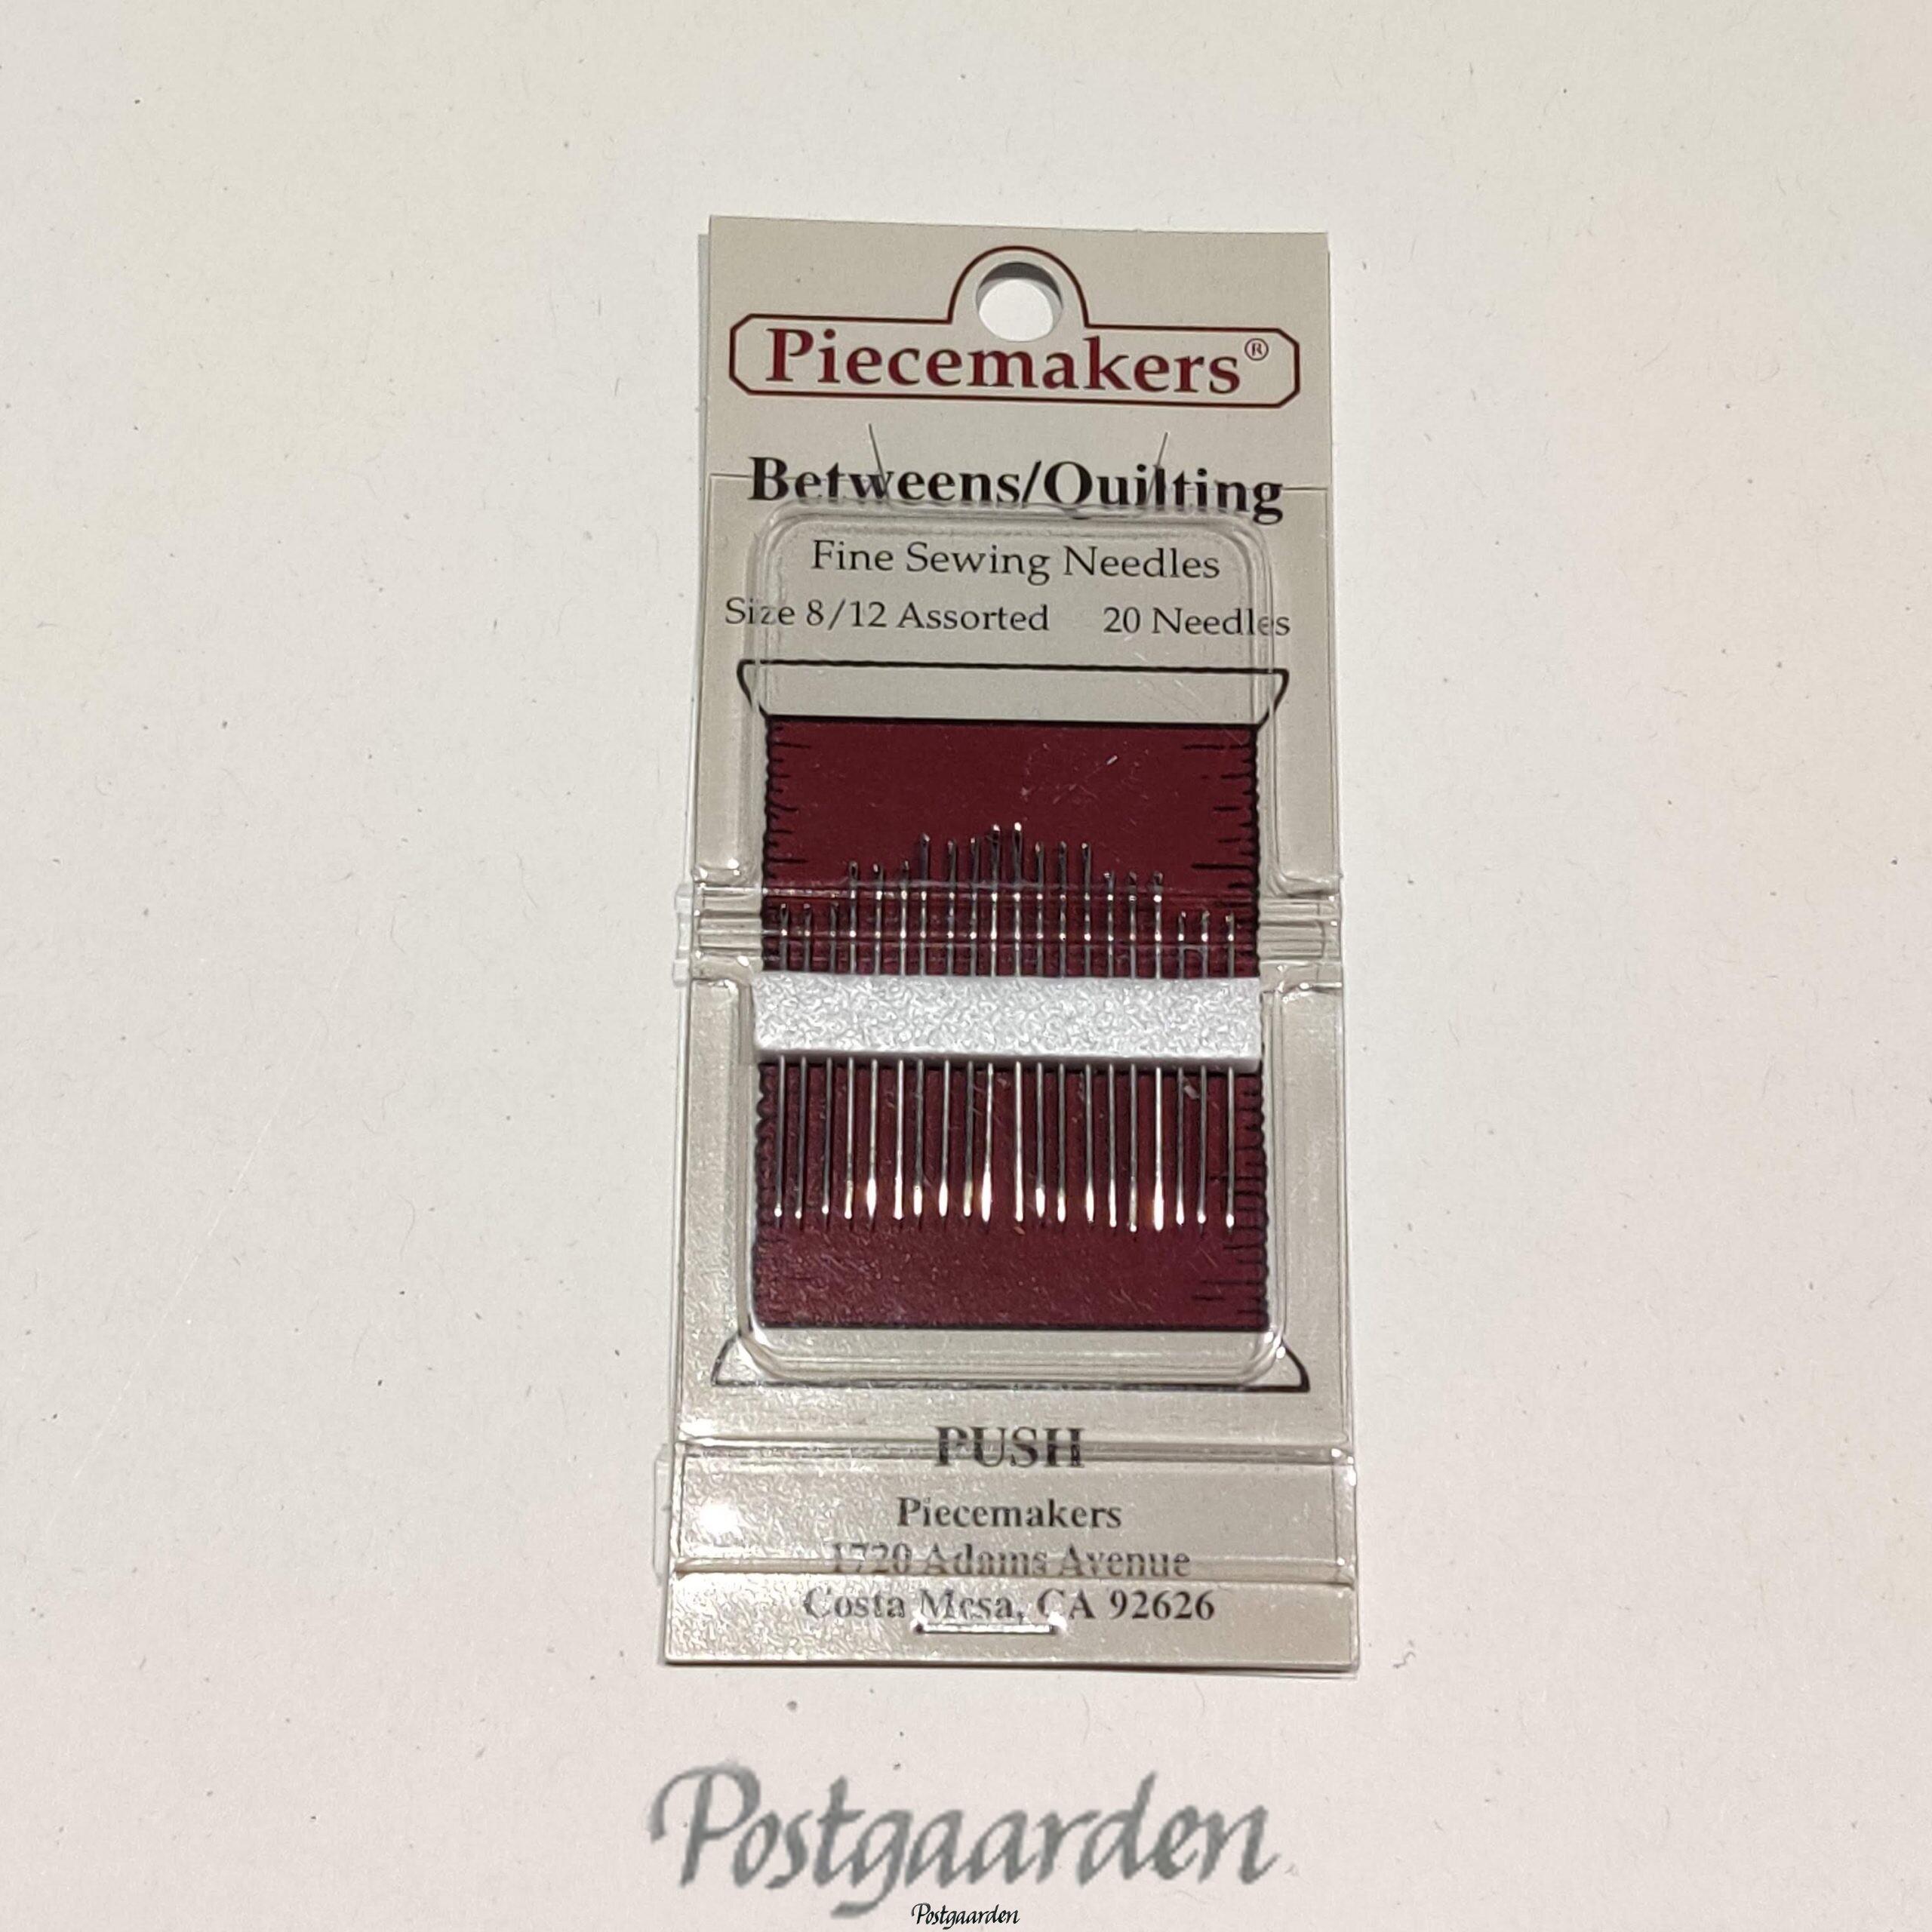 Piecemakers®
Betweens/Quilting
Fine Sewing Needles
Size 8/12 Assorted 20 Needles
PUSH
Piecemakers
1720 Adams Avenue
Costa Mesa, CA 92626
Postgaarden
Postgaarden